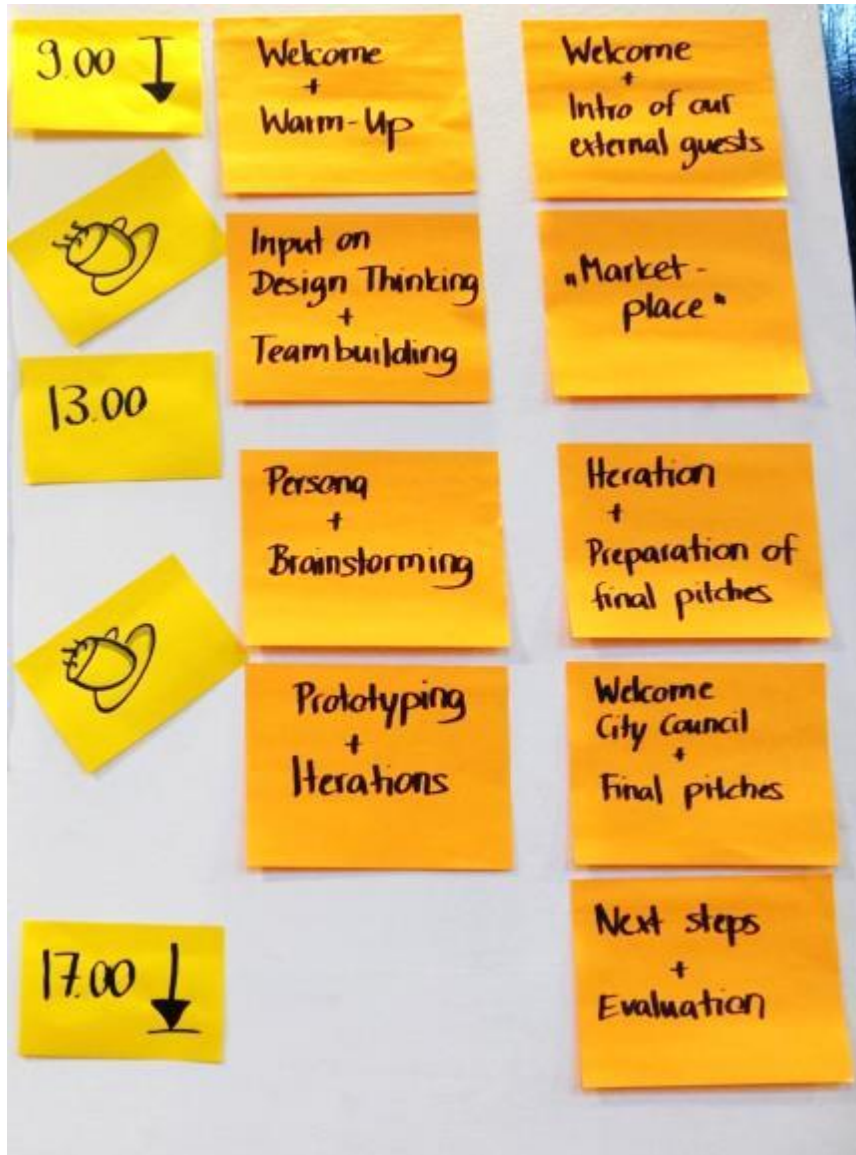 9.00
13.00
17.00
Welcome
+
Warm-Up
Input on
Design Thinking
+
Teambuilding
Persona
+
Brainstorming
Prototyping
+
Iterations
Welcome
+
Intro of our
external guests
„Market-
place"
Iteration
+
Preparation of
final pitches
Welcome
City Council
+
Final pitches
Next steps
+
Evaluation